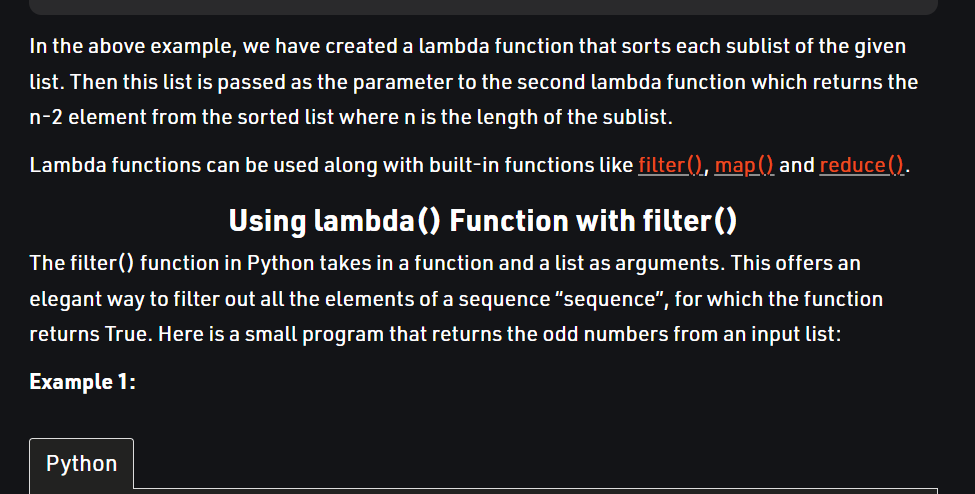 In the above example, we have created a lambda function that sorts each sublist of the given
list. Then this list is passed as the parameter to the second lambda function which returns the
n-2 element from the sorted list where n is the length of the sublist.
Lambda functions can be used along with built-in functions like filter(), map() and reduce().
Using lambda() Function with filter()
The filter() function in Python takes in a function and a list as arguments. This offers an
elegant way to filter out all the elements of a sequence “sequence”, for which the function
returns True. Here is a small program that returns the odd numbers from an input list:
Example 1:
Python